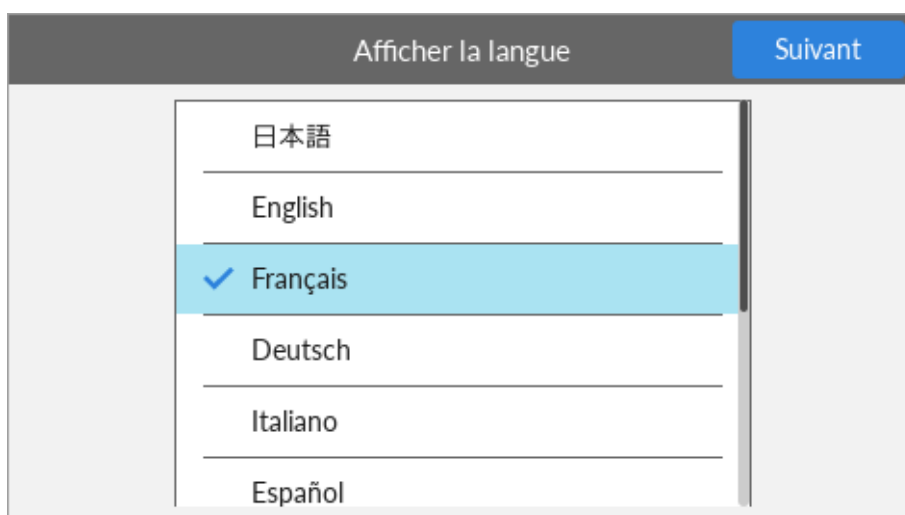 Afficher la langue
Suivant
日本語
English
Français
Deutsch
Italiano
Español